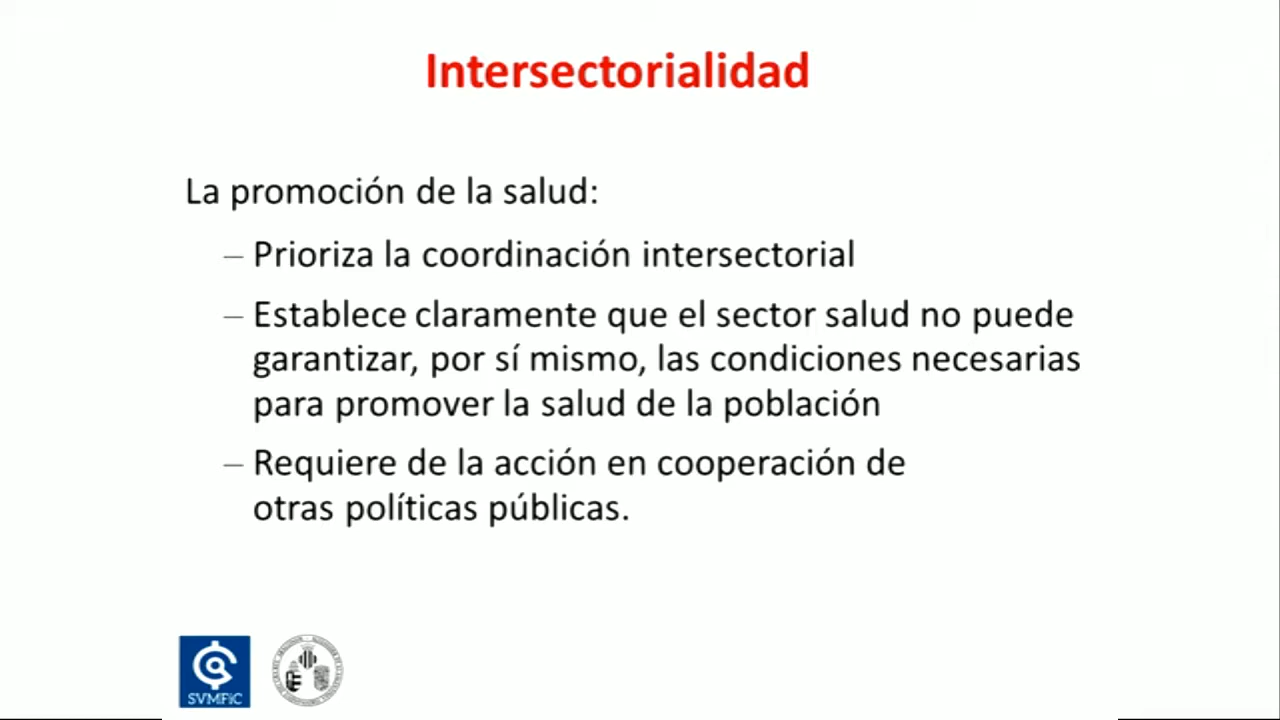 Intersectorialidad
La promoción de la salud:
– Prioriza la coordinación intersectorial
– Establece claramente que el sector salud no puede
garantizar, por sí mismo, las condiciones necesarias
para promover la salud de la población
– Requiere de la acción en cooperación de
otras políticas públicas.
SVMFiC